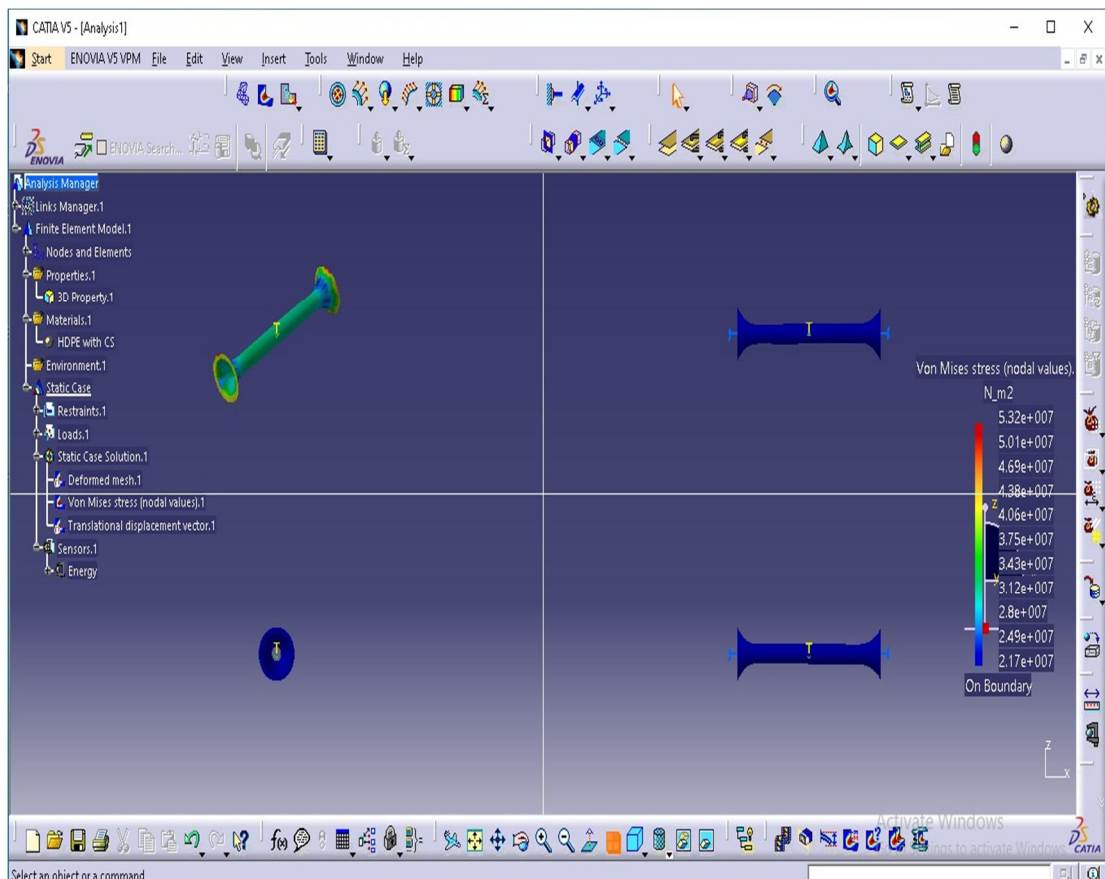 CATIA V5 - [Analysis1]
Start ENOVIA V5 VPM File Edit View Insert Tools Window Help
ENOVIA
ENOVIA Search...
Analysis Manager
Links Manager.1
Finite Element Model.1
Nodes and Elements
Properties.1
3D Property.1
Materials.1
HDPE with CS
Environment.1
Static Case
Restraints.1
Loads.1
Static Case Solution.1
Deformed mesh.1
Von Mises stress (nodal values).1
Translational displacement vector.1
Sensors.1
Energy
T
T
T
T
Von Mises stress (nodal values).
N_m2
5.32e+007
5.01e+007
4.69e+007
4.38e+007
4.06e+007
3.75e+007
3.43e+007
3.12e+007
2.8e+007
2.49e+007
2.17e+007
On Boundary
z
y
z
x
f(x)
Activate Windows
to activate Windows
CATIA
Select an object or a command